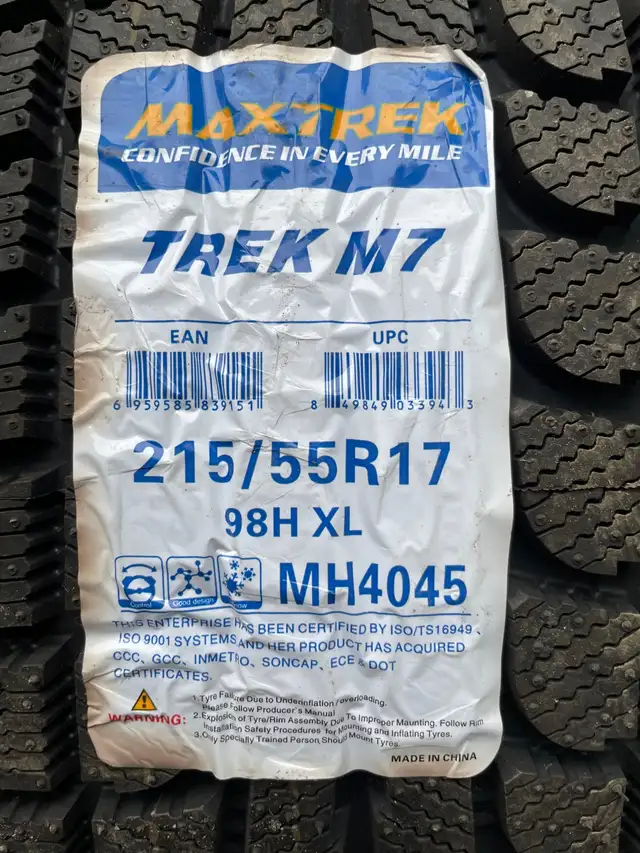 MAXTREK
CONFIDENCE IN EVERY MILE
TREK M7
EAN UPC
6 959585 839151 8 49849 03394 3
215/55R17
98H XL
Control Good design Snow MH4045
THIS ENTERPRISE HAS BEEN CERTIFIED BY ISO/TS16949、
ISO 9001 SYSTEMS AND HER PRODUCT HAS ACQUIRED
CCC、GCC、INMETRO、SONCAP、ECE & DOT
CERTIFICATES.
WARNING:
1.Tyre Failure Due to Underinflation/overloading.
Please Follow Producer's Manual
2.Explosion of Tyre/Rim Assembly Due To Improper Mounting. Follow Rim
Installation Safety Procedures for Mounting and Inflating Tyres.
3.Only Specially Trained Person Should Mount Tyres.
MADE IN CHINA